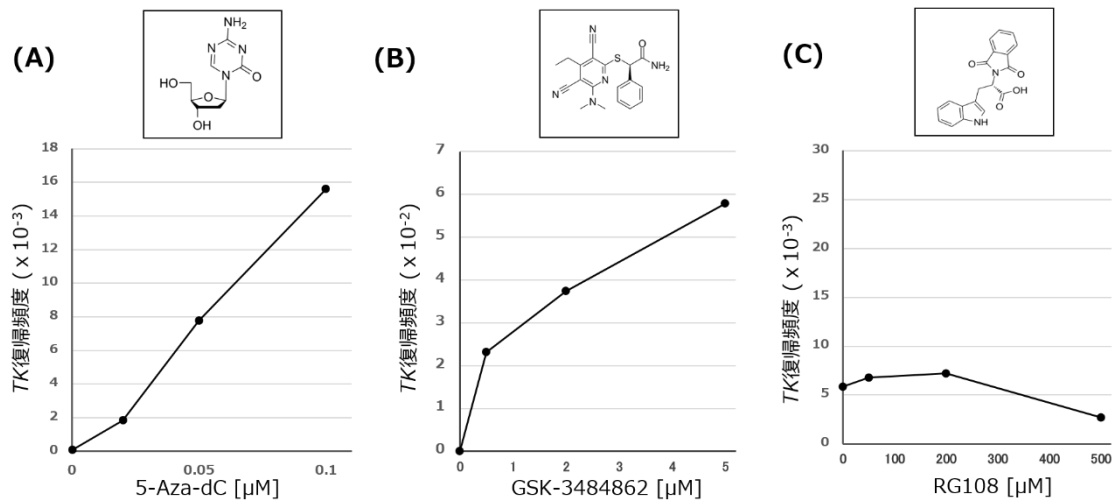 (A)
NH₂
N
N
N
O
HO
O
OH
TK復帰頻度 ( x 10⁻³)
18
16
14
12
10
8
6
4
2
0
0
0.05
0.1
5-Aza-dC [µM]
(B)
N
N
S
O
NH₂
N
N
TK復帰頻度 ( x 10⁻²)
7
6
5
4
3
2
1
0
0
1
2
3
4
5
GSK-3484862 [µM]
(C)
O
N
O
OH
O
NH
TK復帰頻度 ( x 10⁻³)
30
25
20
15
10
5
0
0
100
200
300
400
500
RG108 [µM]